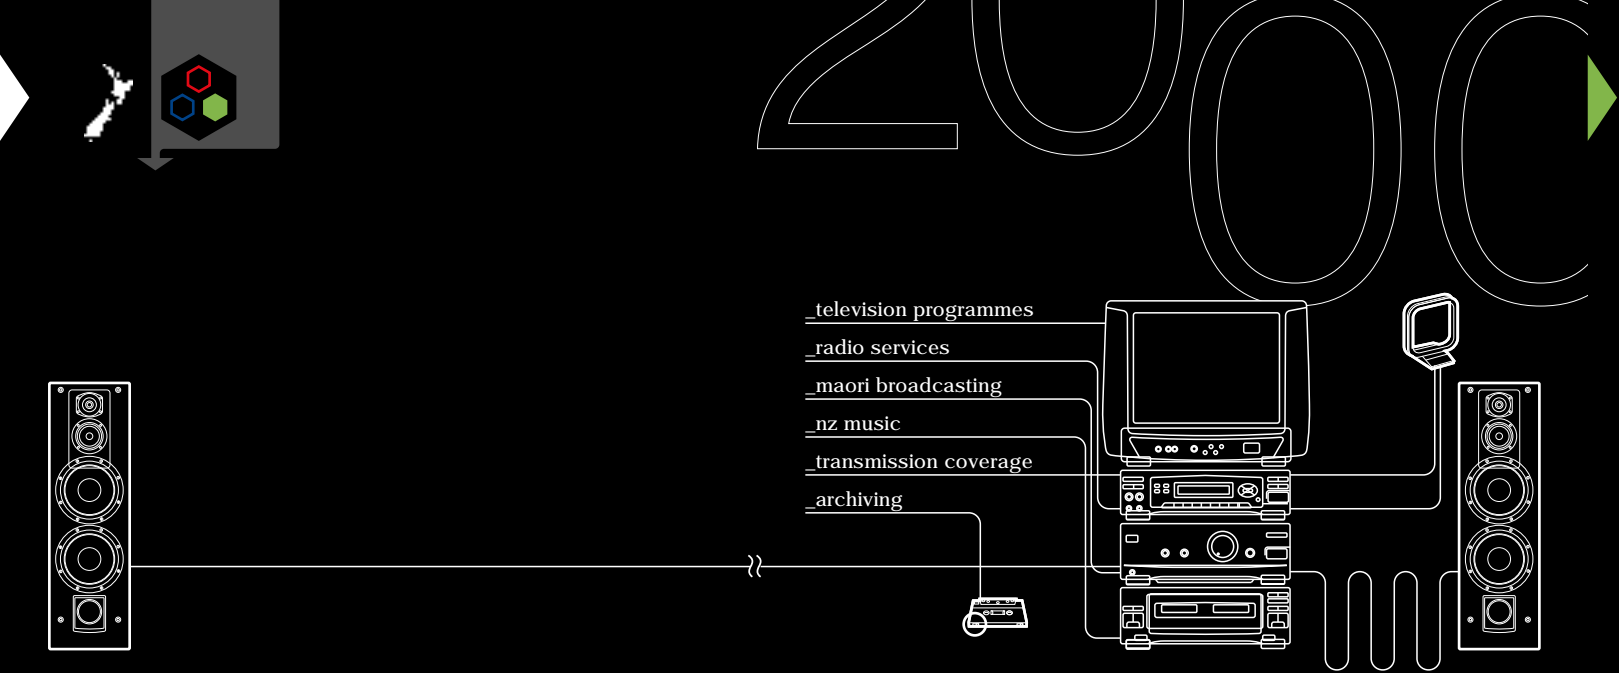 2000
_television programmes
_radio services
_maori broadcasting
_nz music
_transmission coverage
_archiving